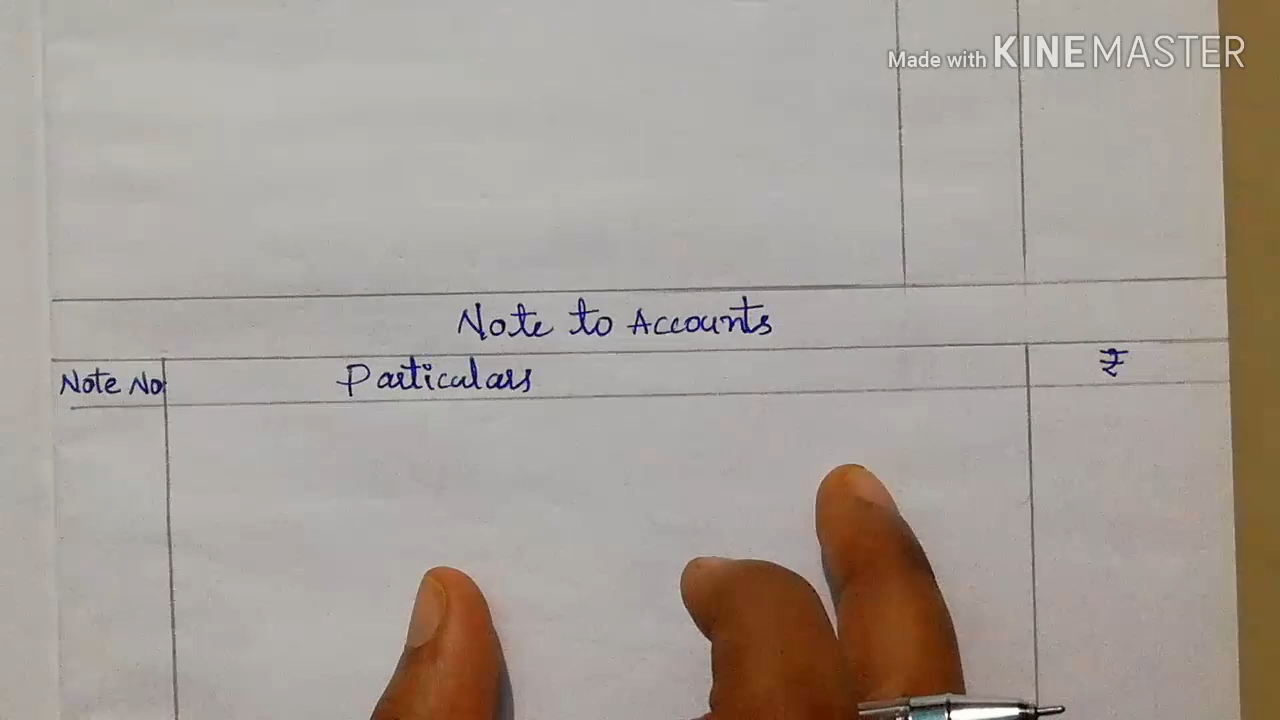 Made with KINEMASTER
Note to Accounts
Note No
Particulars
₹